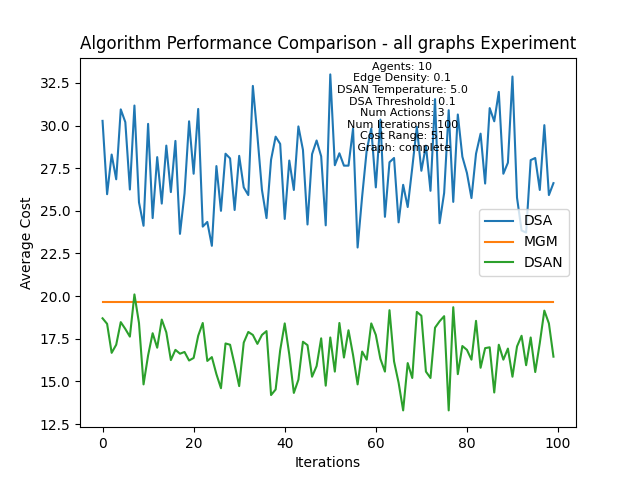 Algorithm Performance Comparison - all graphs Experiment
Agents: 10
Edge Density: 0.1
DSAN Temperature: 5.0
DSA Threshold: 0.1
Num Actions: 3
Num Iterations: 100
Cost Range: 51
Graph: complete
32.5
30.0
27.5
25.0
22.5
20.0
17.5
15.0
12.5
Average Cost
DSA
MGM
DSAN
0
20
40
60
80
100
Iterations